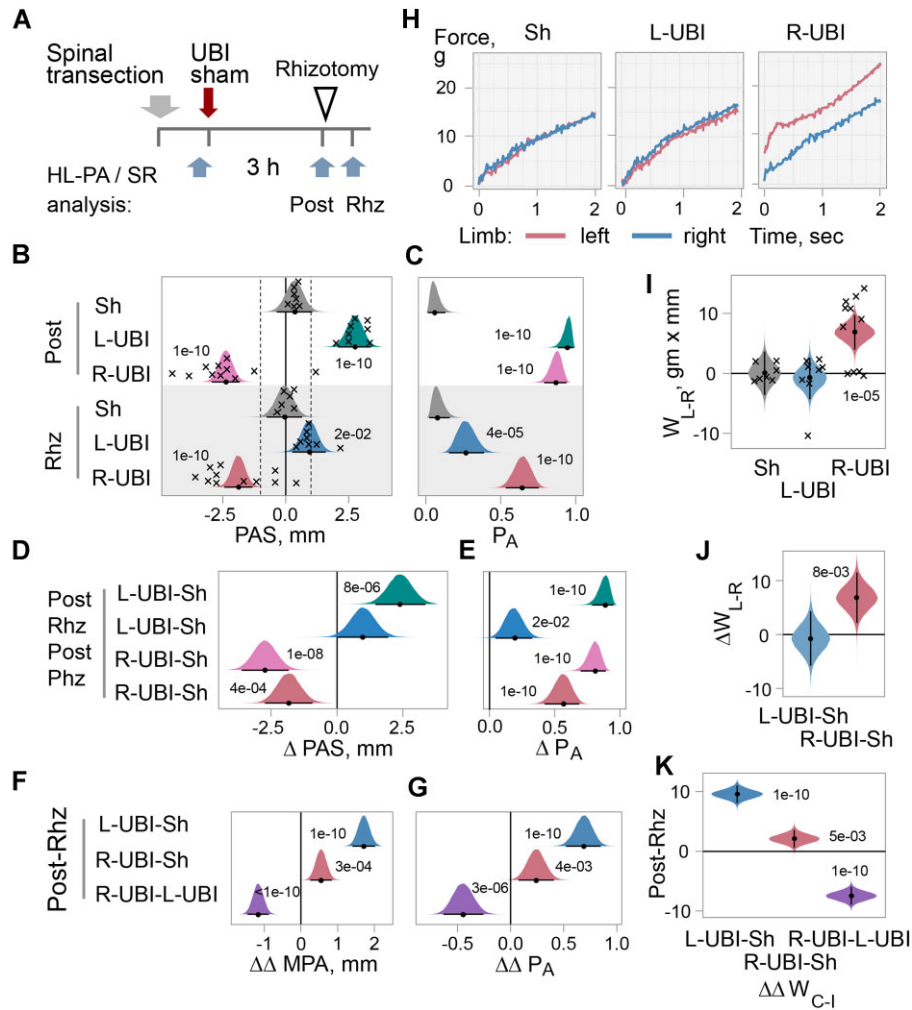 A
Spinal transection
UBI sham
Rhizotomy
3 h
HL-PA / SR analysis:
Post
Rhz
B
Post
Sh
L-UBI
R-UBI
1e-10
1e-10
Rhz
Sh
L-UBI
R-UBI
2e-02
1e-10
-2.5
0.0
2.5
PAS, mm
C
1e-10
1e-10
4e-05
1e-10
0.0
0.5
1.0
PA
D
Post
Rhz
Post
Phz
L-UBI-Sh
L-UBI-Sh
R-UBI-Sh
R-UBI-Sh
8e-06
1e-08
4e-04
-2.5
0
2.5
Δ PAS, mm
E
1e-10
2e-02
1e-10
1e-10
0
0.5
0.9
Δ PA
F
Post-Rhz
L-UBI-Sh
R-UBI-Sh
R-UBI-L-UBI
1e-10
3e-04
<1e-10
-1
0
1
2
ΔΔ MPA, mm
G
1e-10
4e-03
3e-06
-0.5
0.0
0.5
ΔΔ PA
H
Force, g
Sh
L-UBI
R-UBI
20
10
0
0
1
2
0
1
2
0
1
2
Limb:
left
right
Time, sec
I
WL-R, gm x mm
10
0
-10
1e-05
Sh
L-UBI
R-UBI
J
ΔWL-R
10
0
-10
8e-03
L-UBI-Sh
R-UBI-Sh
K
Post-Rhz
10
0
-10
1e-10
5e-03
1e-10
L-UBI-Sh
R-UBI-L-UBI
R-UBI-Sh
ΔΔ WC-I